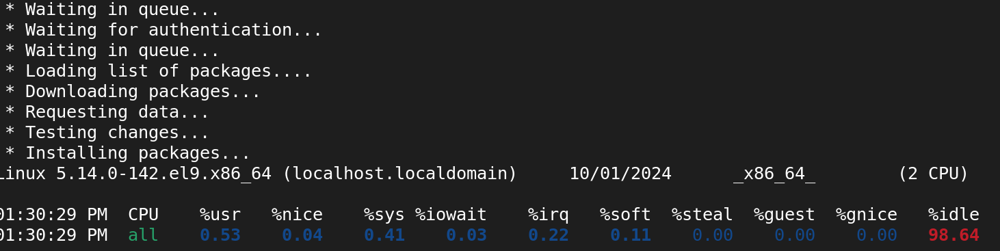 * Waiting in queue...
* Waiting for authentication...
* Waiting in queue...
* Loading list of packages....
* Downloading packages...
* Requesting data...
* Testing changes...
* Installing packages...
Linux 5.14.0-142.el9.x86_64 (localhost.localdomain) 10/01/2024 _x86_64_ (2 CPU)
01:30:29 PM CPU %usr %nice %sys %iowait %irq %soft %steal %guest %gnice %idle
01:30:29 PM all 0.53 0.04 0.41 0.03 0.22 0.11 0.00 0.00 0.00 98.64